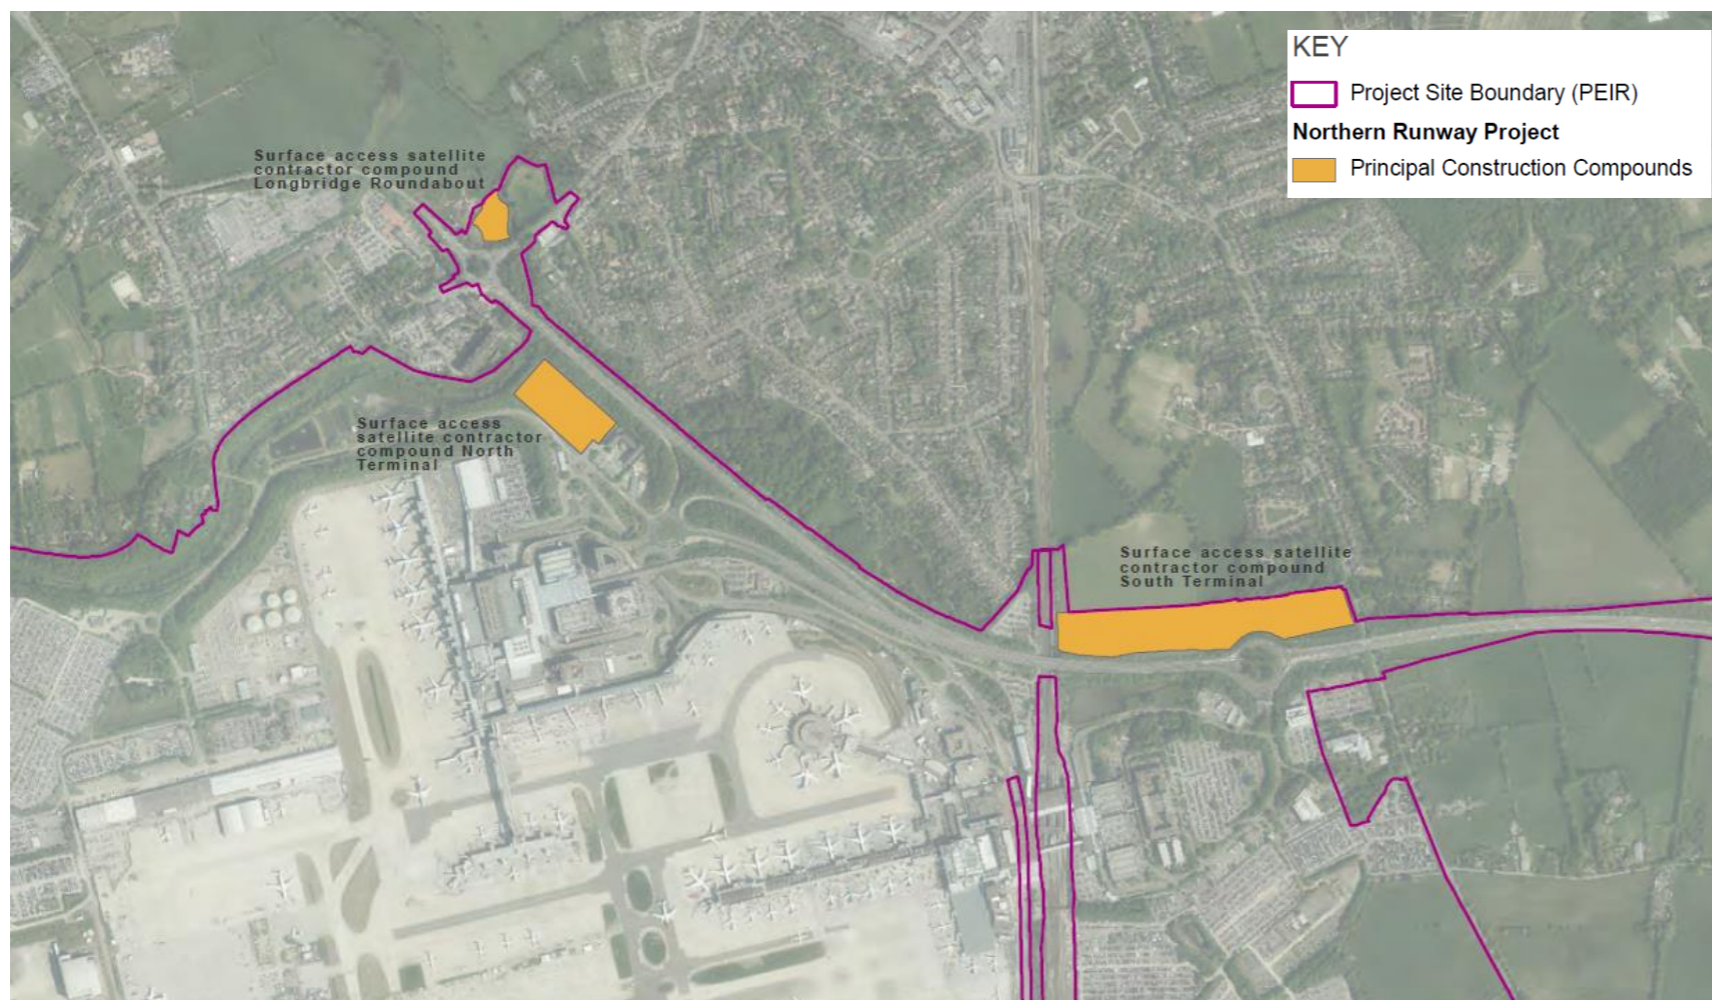 KEY
Project Site Boundary (PEIR)
Northern Runway Project
Principal Construction Compounds
Surface access satellite
contractor compound
Longbridge Roundabout
Surface access
satellite contractor
compound North
Terminal
Surface access satellite
contractor compound
South Terminal